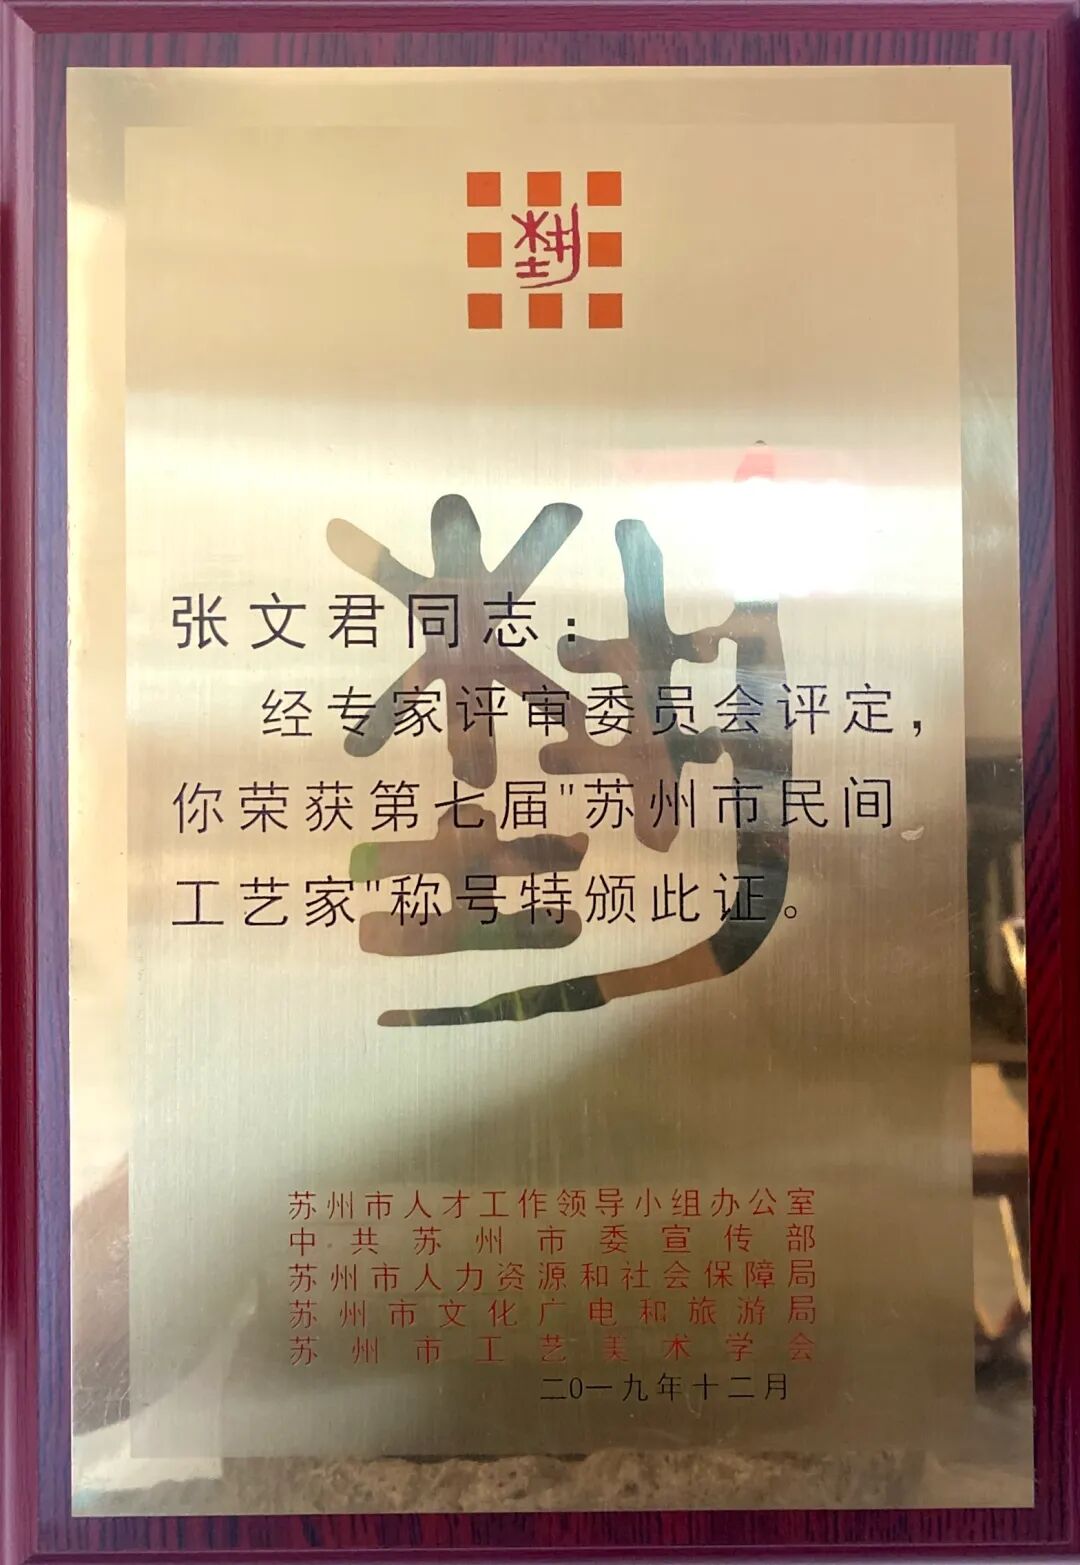 张文君同志：
经专家评审委员会评定，
你荣获第七届"苏州市民间
工艺家"称号特颁此证。
苏州市人才工作领导小组办公室
中共苏州市委宣传部
苏州市人力资源和社会保障局
苏州市文化广电和旅游局
苏州市工艺美术学会
二0一九年十二月